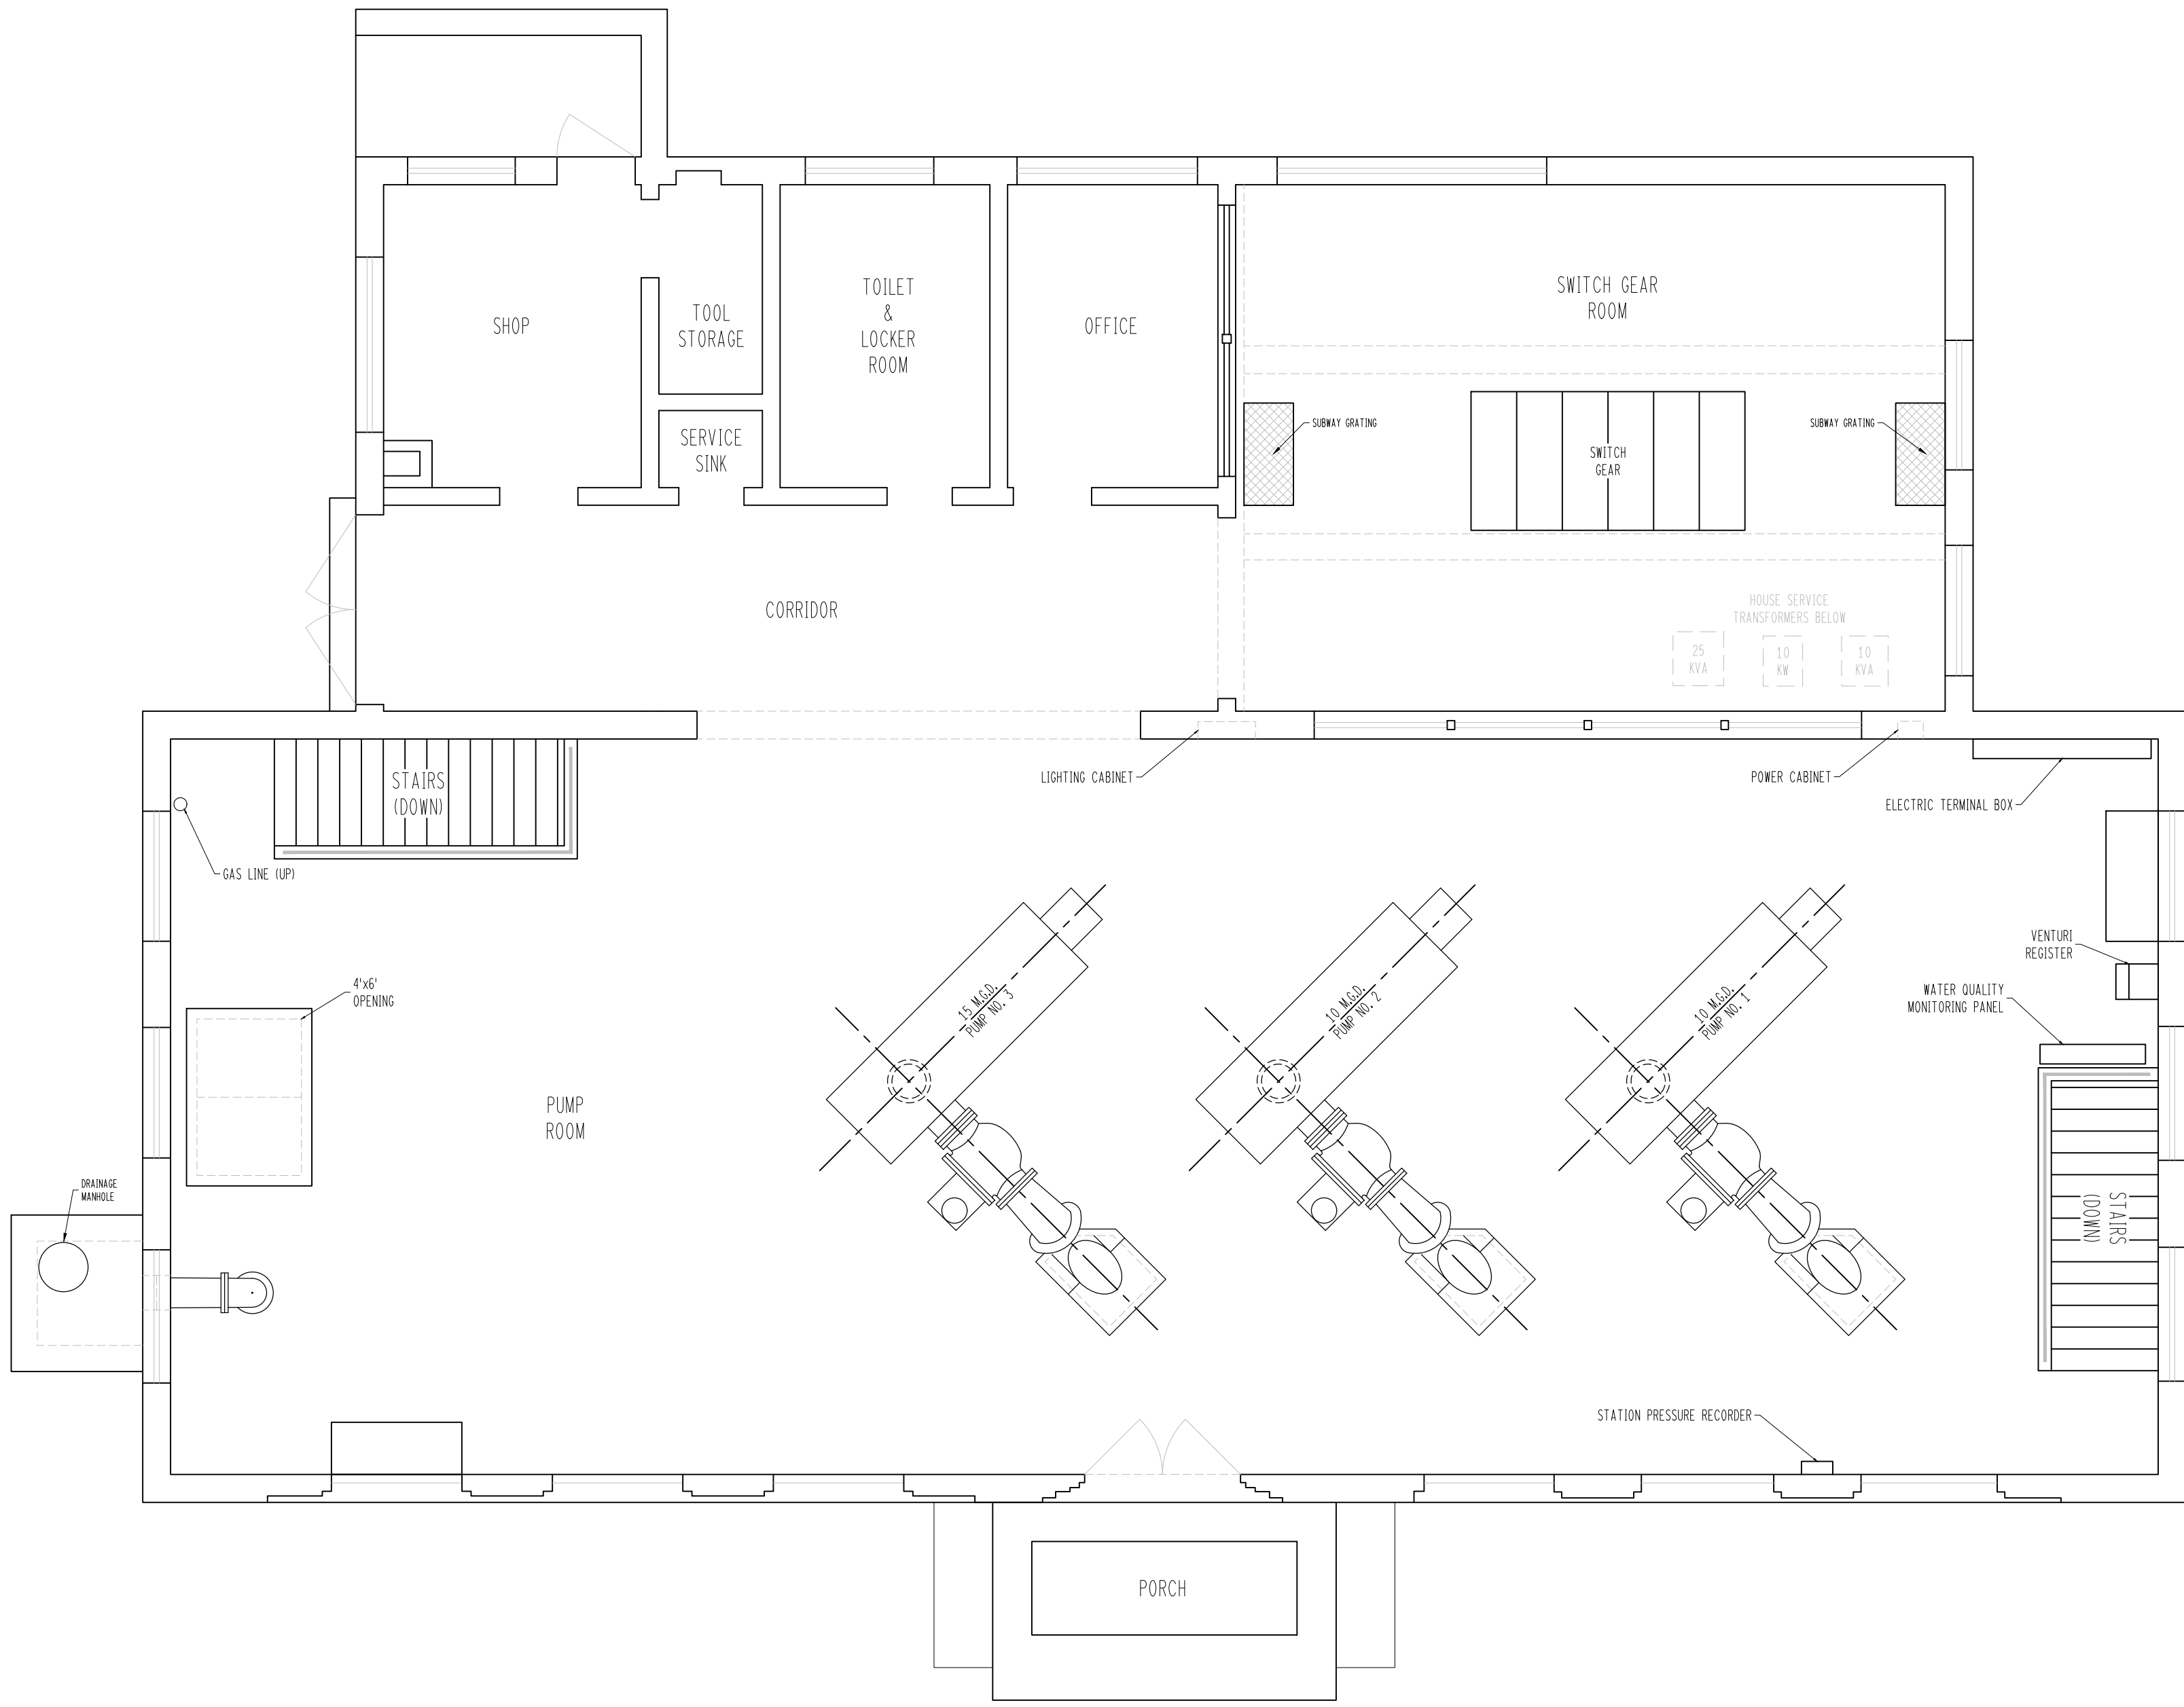 SHOP
TOOL
STORAGE
SERVICE
SINK
TOILET
&
LOCKER
ROOM
OFFICE
SWITCH GEAR
ROOM
SUBWAY GRATING
SUBWAY GRATING
SWITCH
GEAR
CORRIDOR
HOUSE SERVICE
TRANSFORMERS BELOW
25
KVA
10
KW
10
KVA
STAIRS
(DOWN)
LIGHTING CABINET
POWER CABINET
ELECTRIC TERMINAL BOX
GAS LINE (UP)
4'x6'
OPENING
15 M.G.D.
PUMP NO. 3
10 M.G.D.
PUMP NO. 2
10 M.G.D.
PUMP NO. 1
VENTURI
REGISTER
WATER QUALITY
MONITORING PANEL
PUMP
ROOM
DRAINAGE
MANHOLE
STAIRS
(DOWN)
STATION PRESSURE RECORDER
PORCH